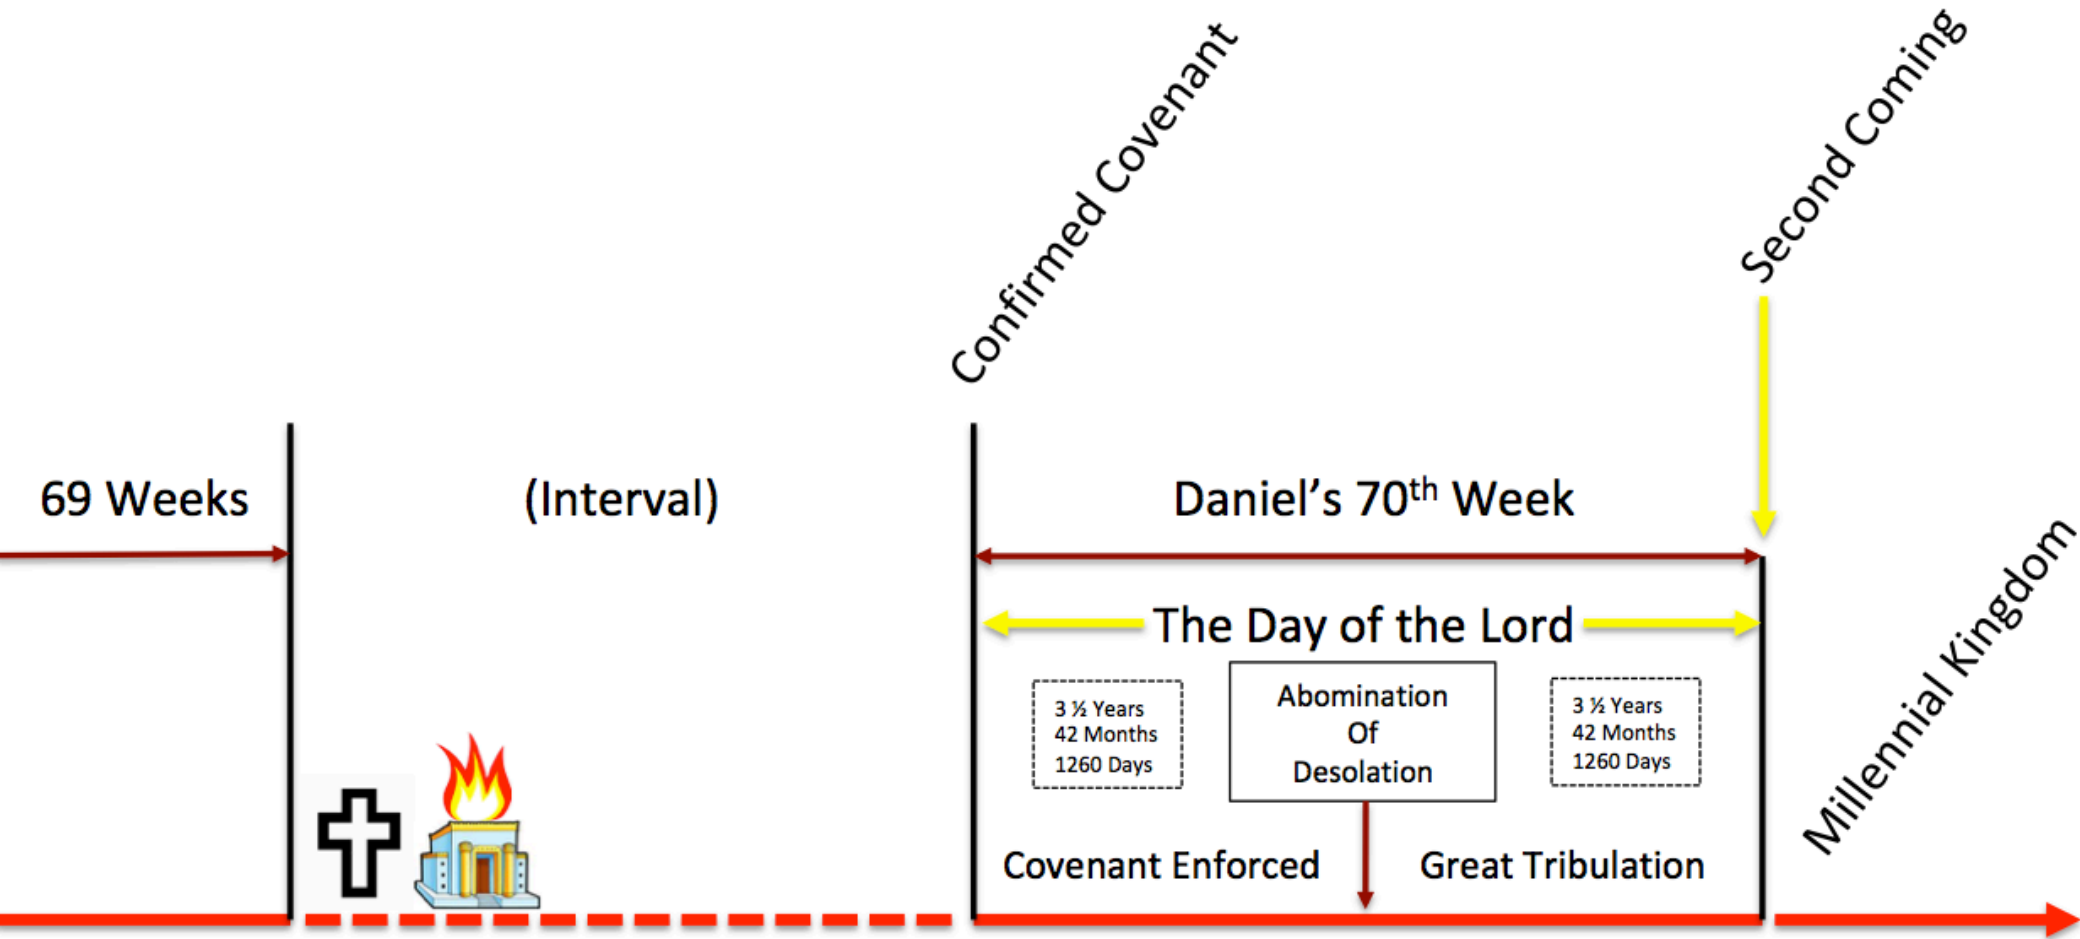 Confirmed Covenant
Second Coming
69 Weeks
(Interval)
Daniel’s 70th Week
The Day of the Lord
3 ½ Years
42 Months
1260 Days
Abomination
Of
Desolation
3 ½ Years
42 Months
1260 Days
Covenant Enforced
Great Tribulation
Millennial Kingdom